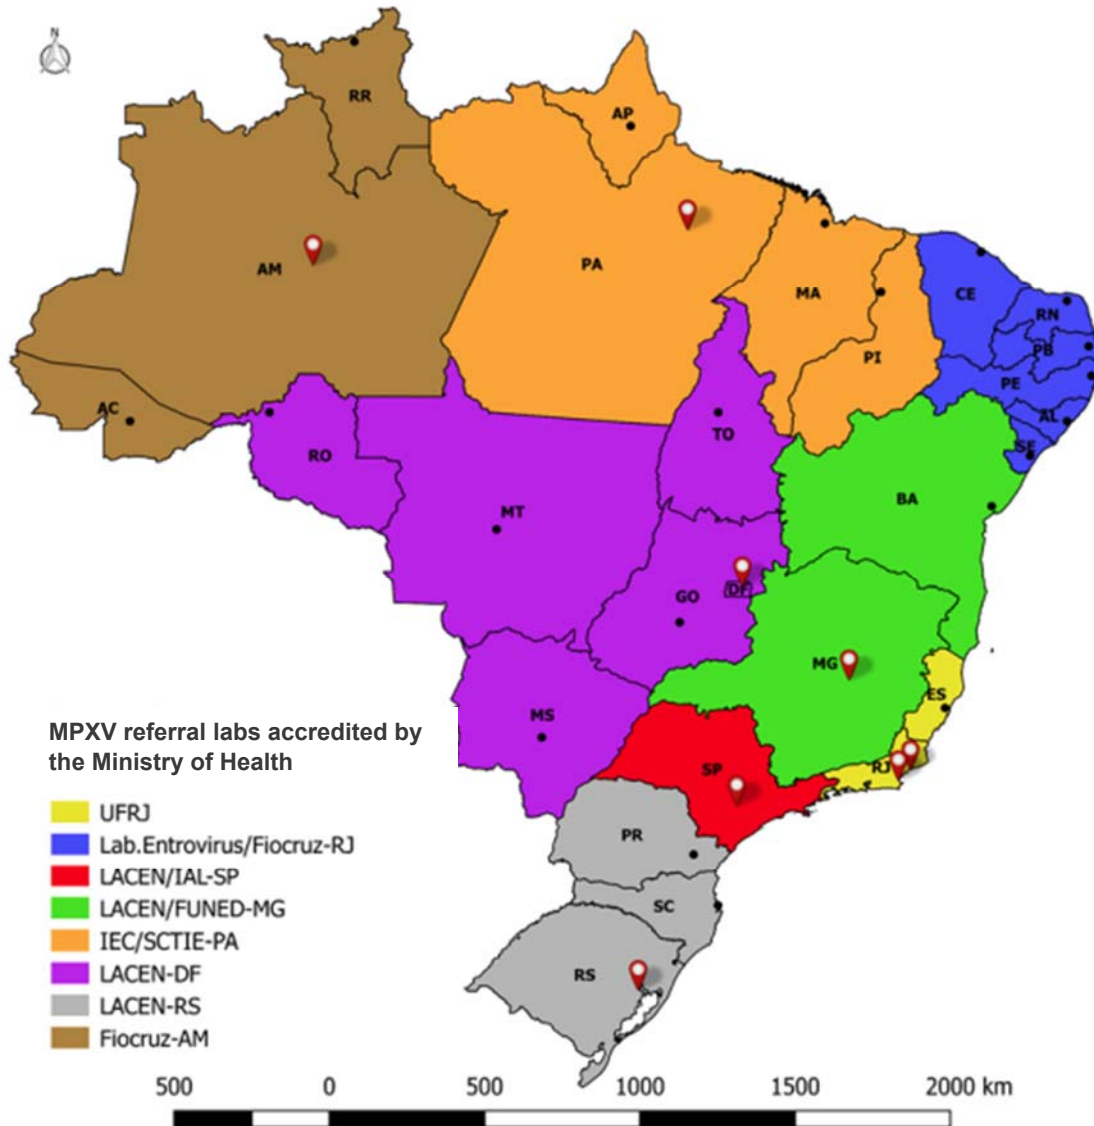 N
RR
AP
AM
PA
MA
CE
RN
PB
PI
PE
AL
SE
AC
RO
TO
BA
MT
GO
DF
MG
ES
MS
SP
RJ
PR
SC
RS
MPXV referral labs accredited by
the Ministry of Health
UFRJ
Lab.Entrovirus/Fiocruz-RJ
LACEN/IAL-SP
LACEN/FUNED-MG
IEC/SCTIE-PA
LACEN-DF
LACEN-RS
Fiocruz-AM
500 0 500 1000 1500 2000 km